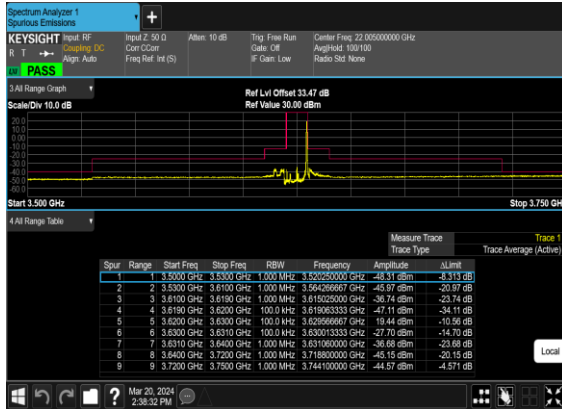 Spectrum Analyzer 1
Spurious Emissions
KEYSIGHT Input: RF Input Z: 50 Ω Atten: 10 dB Trig: Free Run Center Freq: 22.005000000 GHz
R T Coupling: DC Corr CCorr Gate: Off Avg|Hold: 100/100
Align: Auto Freq Ref: Int (S) IF Gain: Low Radio Std: None
PASS
3 All Range Graph
Ref Lvl Offset 33.47 dB
Scale/Div 10.0 dB Ref Value 30.00 dBm
20.0
10.0
0.00
-10.0
-20.0
-30.0
-40.0
-50.0
-60.0
Start 3.500 GHz Stop 3.750 GH
4 All Range Table
Measure Trace Trace 1
Trace Type Trace Average (Active)
Spur Range Start Freq Stop Freq RBW Frequency Amplitude ΔLimit
1 1 3.5000 GHz 3.5300 GHz 1.000 MHz 3.520250000 GHz -48.31 dBm -8.313 dB
2 2 3.5300 GHz 3.6100 GHz 1.000 MHz 3.564266667 GHz -45.97 dBm -20.97 dB
3 3 3.6100 GHz 3.6190 GHz 1.000 MHz 3.615025000 GHz -36.74 dBm -23.74 dB
4 4 3.6190 GHz 3.6200 GHz 100.0 kHz 3.619063333 GHz -47.11 dBm -34.11 dB
5 5 3.6200 GHz 3.6300 GHz 100.0 kHz 3.629566667 GHz 19.44 dBm -10.56 dB
6 6 3.6300 GHz 3.6310 GHz 100.0 kHz 3.630013333 GHz -27.70 dBm -14.70 dB
7 7 3.6310 GHz 3.6400 GHz 1.000 MHz 3.631060000 GHz -36.68 dBm -23.68 dB
8 8 3.6400 GHz 3.7200 GHz 1.000 MHz 3.718800000 GHz -45.15 dBm -20.15 dB
9 9 3.7200 GHz 3.7500 GHz 1.000 MHz 3.744100000 GHz -44.57 dBm -4.571 dB
Local
Mar 20, 2024
2:38:32 PM